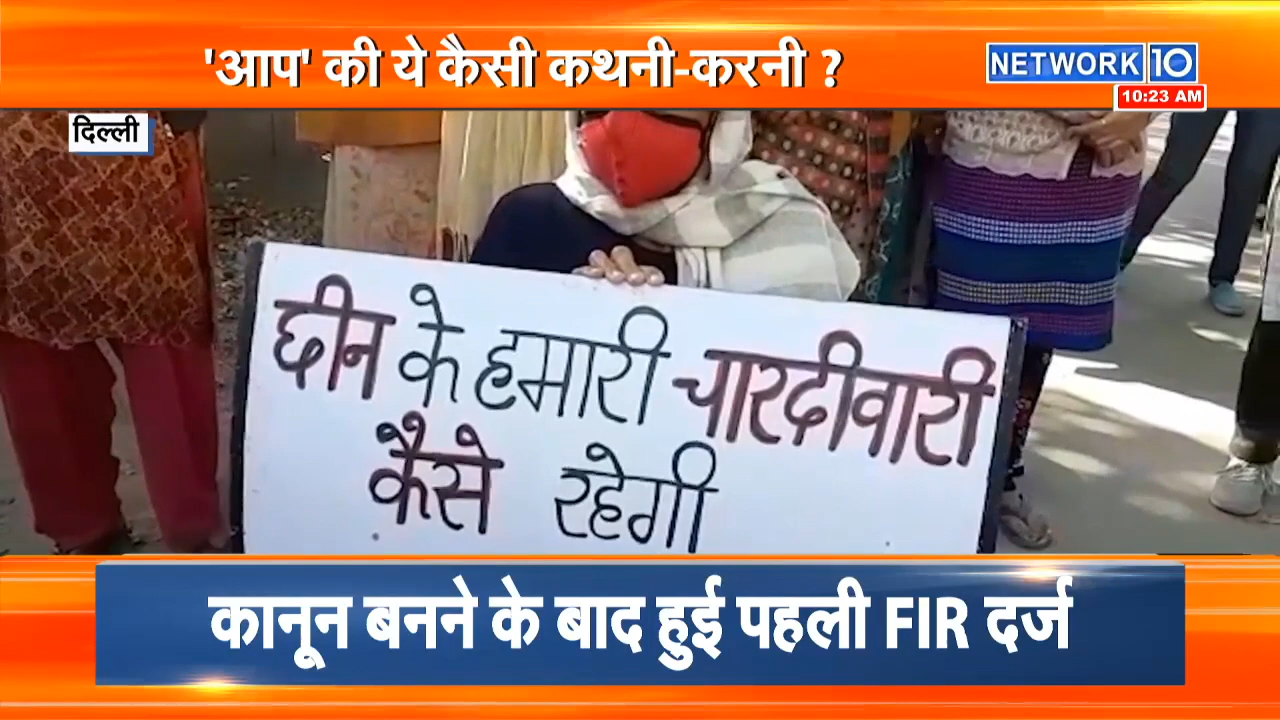 'आप' की ये कैसी कथनी-करनी ?
NETWORK 10
10:23 AM
दिल्ली
छीन के हमारी चारदीवारी
कैसे रहेगी
कानून बनने के बाद हुई पहली FIR दर्ज